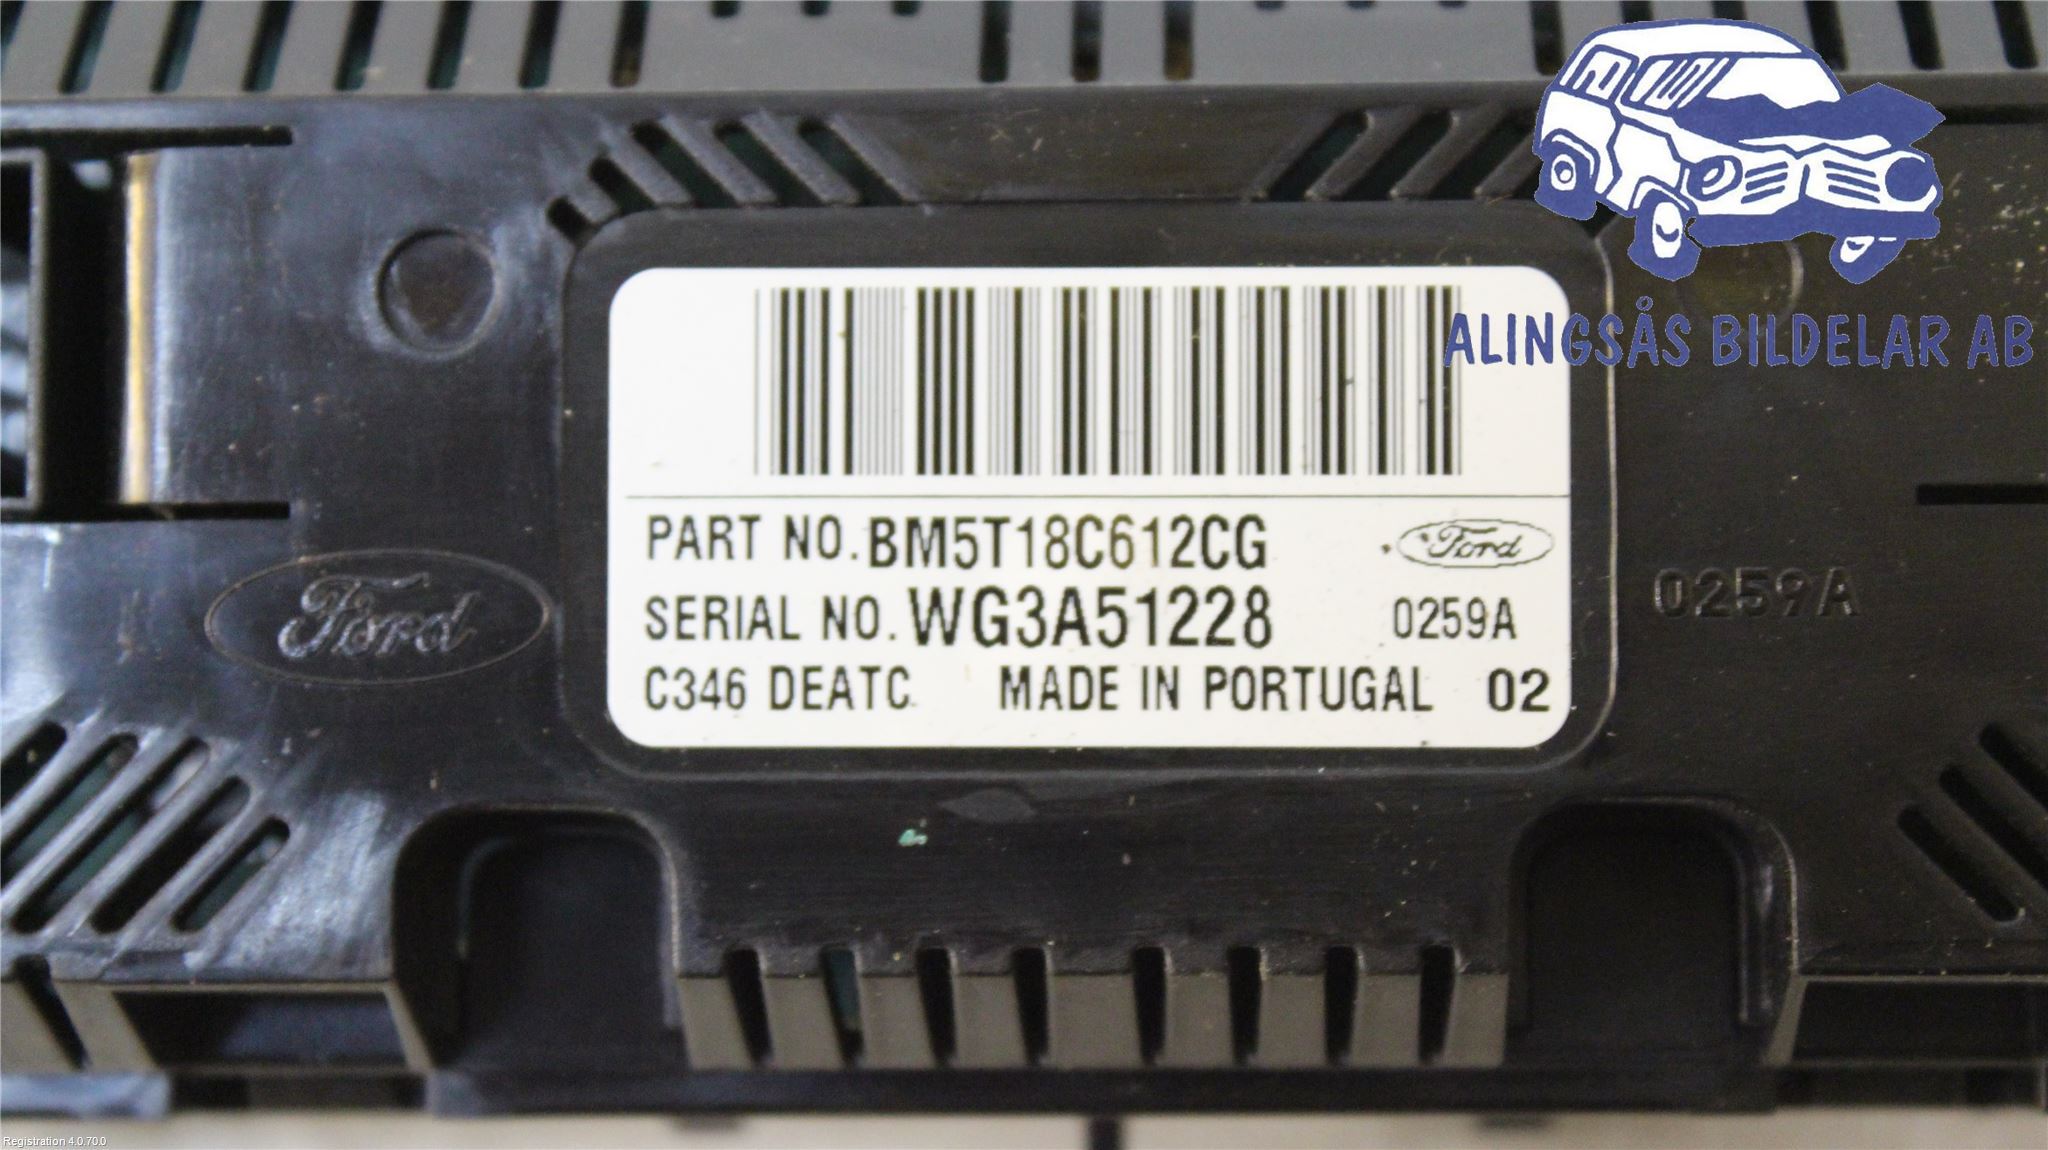 ALINGSÅS BILDELAR AB
PART NO. BM5T18C612CG
Ford
SERIAL NO. WG3A51228 0259A
C346 DEATC MADE IN PORTUGAL 02
Ford
0259A
Registration 4.0.70.0